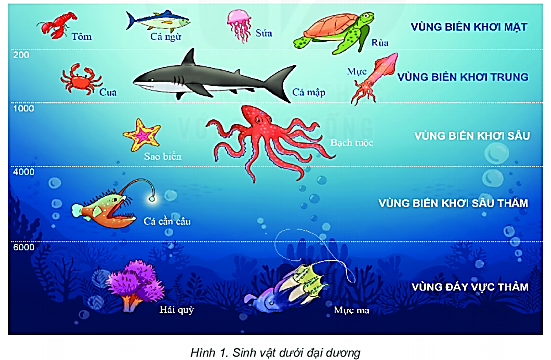 VÙNG BIỂN KHƠI MẶT
Tôm
Cá ngừ
Sứa
Rùa
200
Mực
VÙNG BIỂN KHƠI TRUNG
Cua
Cá mập
1000
VÙNG BIỂN KHƠI SÂU
Sao biển
Bạch tuộc
4000
VÙNG BIỂN KHƠI SÂU THẲM
Cá cần câu
6000
VÙNG ĐÁY VỰC THẲM
Hải quỳ
Mực ma
Hình 1. Sinh vật dưới đại dương